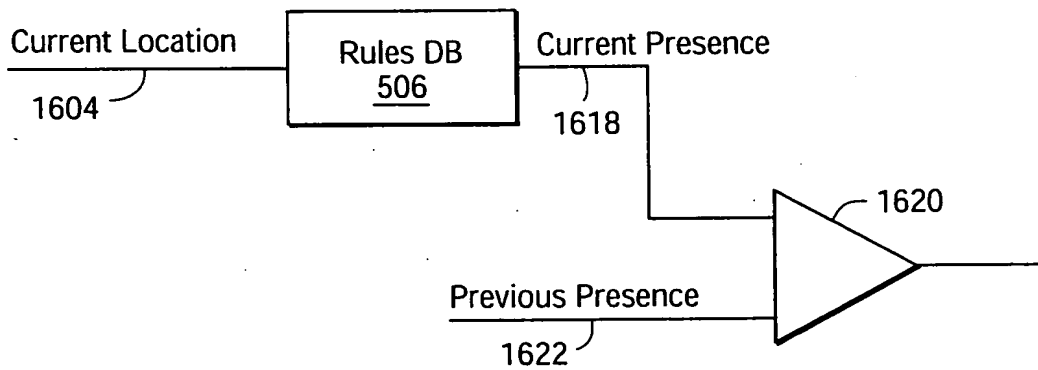 Current Location
1604
Rules DB
506
Current Presence
1618
1620
Previous Presence
1622